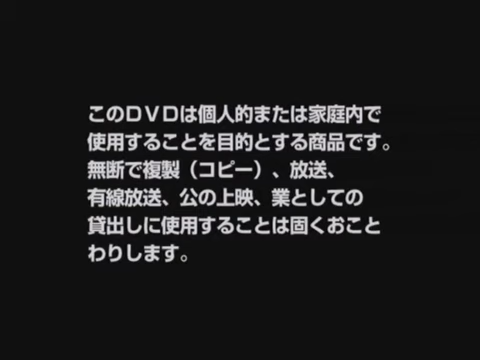 このＤＶＤは個人的または家庭内で
使用することを目的とする商品です。
無断で複製（コピー）、放送、
有線放送、公の上映、業としての
貸出しに使用することは固くおこと
わりします。